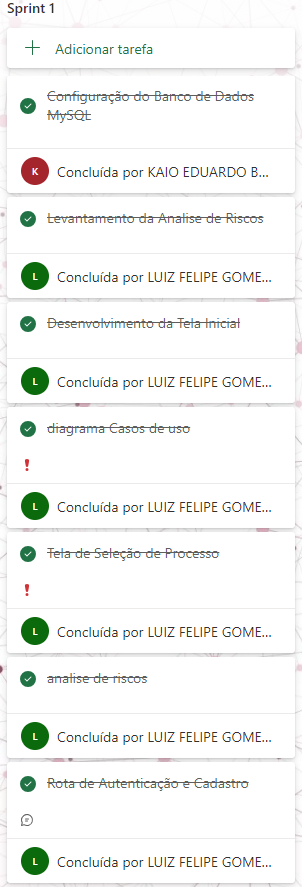 Sprint 1
Adicionar tarefa
Configuração do Banco de Dados
MySQL
K
Concluída por KAIO EDUARDO B...
Levantamento da Analise de Riscos
L
Concluída por LUIZ FELIPE GOME...
Desenvolvimento da Tela Inicial
L
Concluída por LUIZ FELIPE GOME...
diagrama Casos de uso
L
Concluída por LUIZ FELIPE GOME...
Tela de Seleção de Processo
L
Concluída por LUIZ FELIPE GOME...
analise de riscos
L
Concluída por LUIZ FELIPE GOME...
Rota de Autenticação e Cadastro
L
Concluída por LUIZ FELIPE GOME...